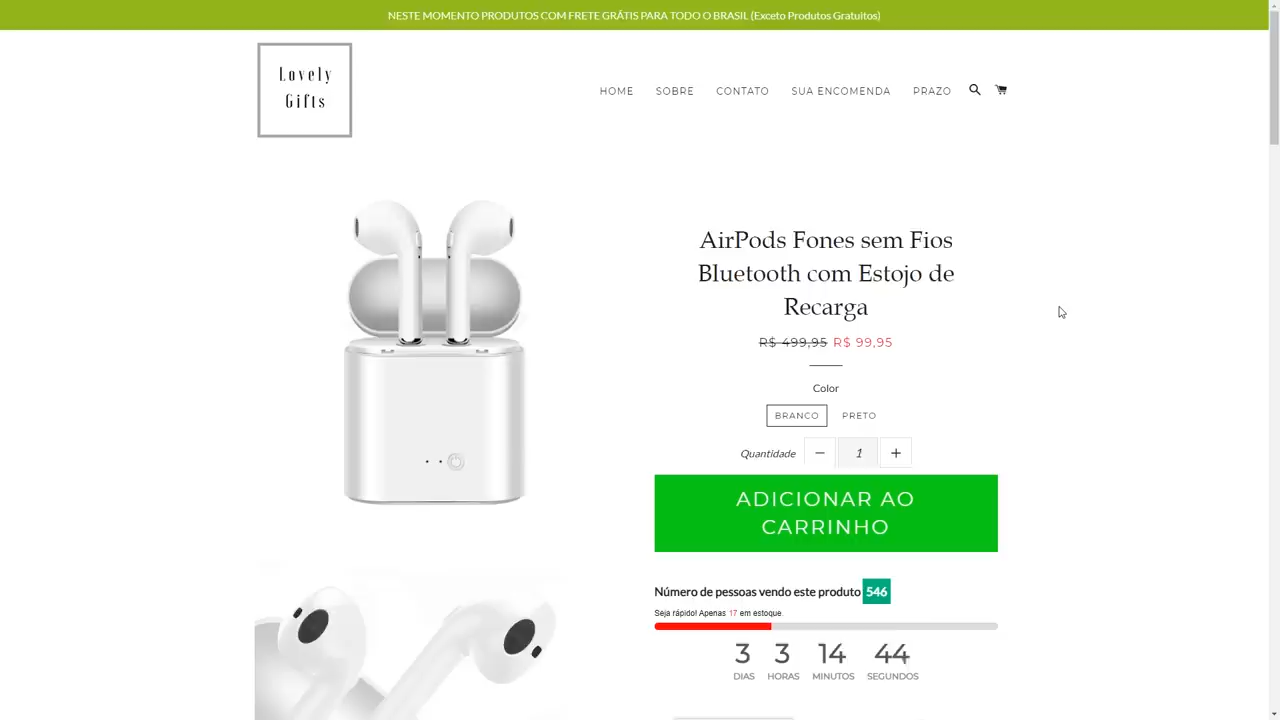 NESTE MOMENTO PRODUTOS COM FRETE GRÁTIS PARA TODO O BRASIL (Exceto Produtos Gratuitos)
Lovely
Gifts
HOME SOBRE CONTATO SUA ENCOMENDA PRAZO
AirPods Fones sem Fios
Bluetooth com Estojo de
Recarga
R$ 499,95 R$ 99,95
Color
BRANCO PRETO
Quantidade − 1 +
ADICIONAR AO
CARRINHO
Número de pessoas vendo este produto 546
Seja rápido! Apenas 17 em estoque.
3 3 14 44
DIAS HORAS MINUTOS SEGUNDOS